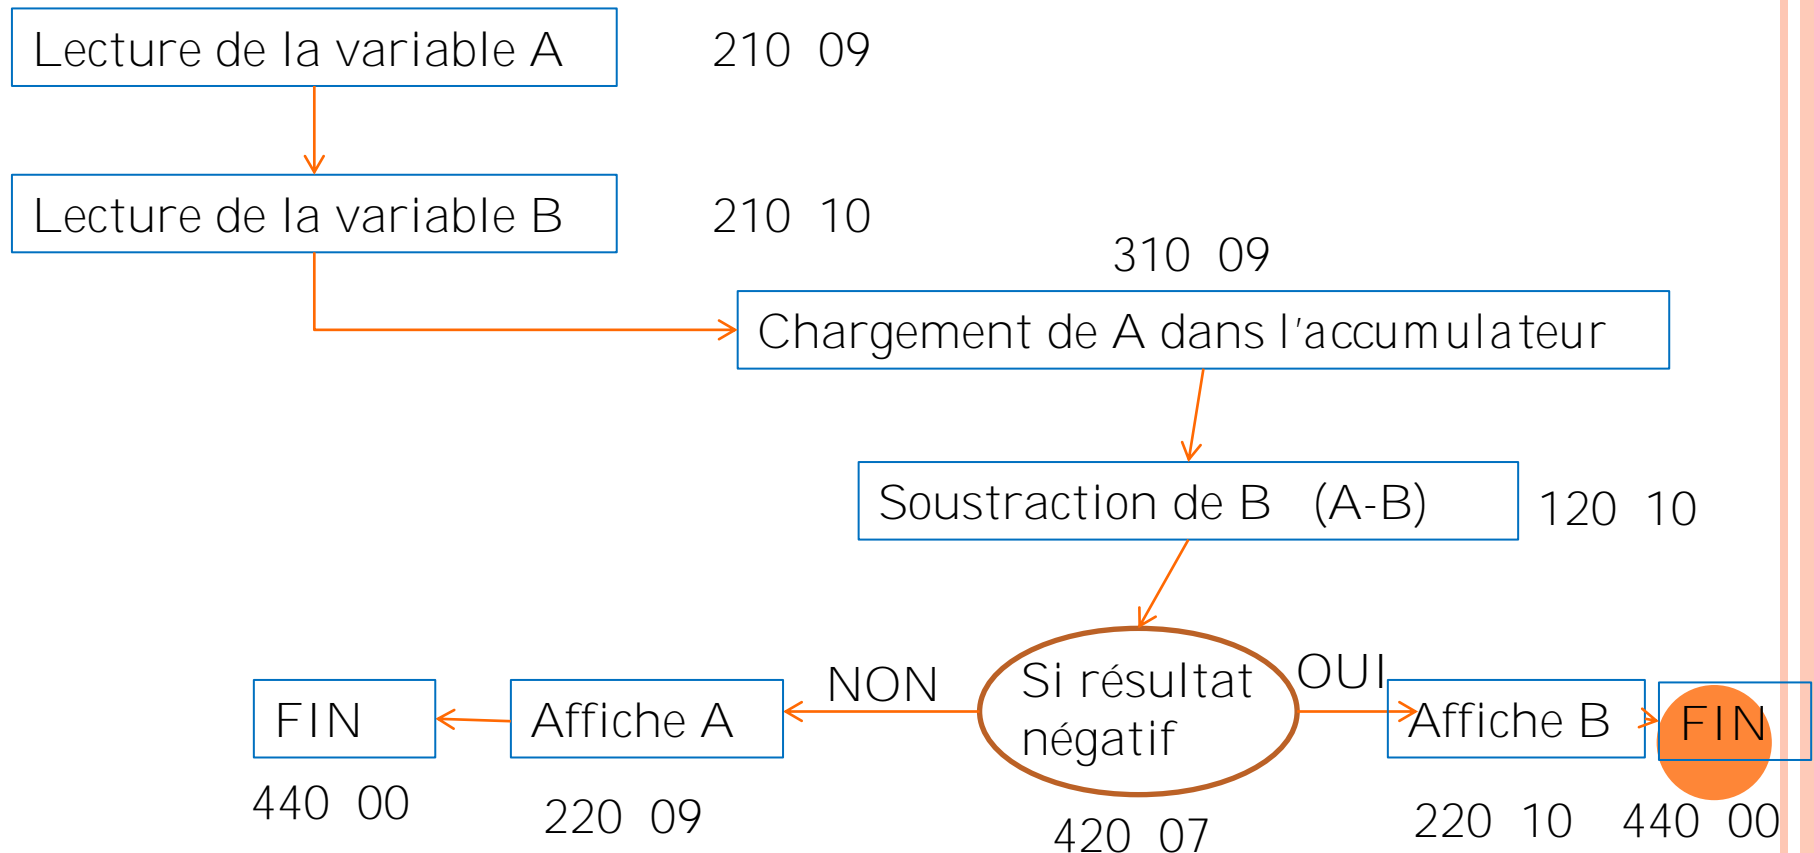 Lecture de la variable A
210 09
Lecture de la variable B
210 10
310 09
Chargement de A dans l'accumulateur
Soustraction de B (A-B)
120 10
Si résultat
négatif
NON
OUI
Affiche A
FIN
Affiche B
FIN
440 00
220 09
420 07
220 10
440 00